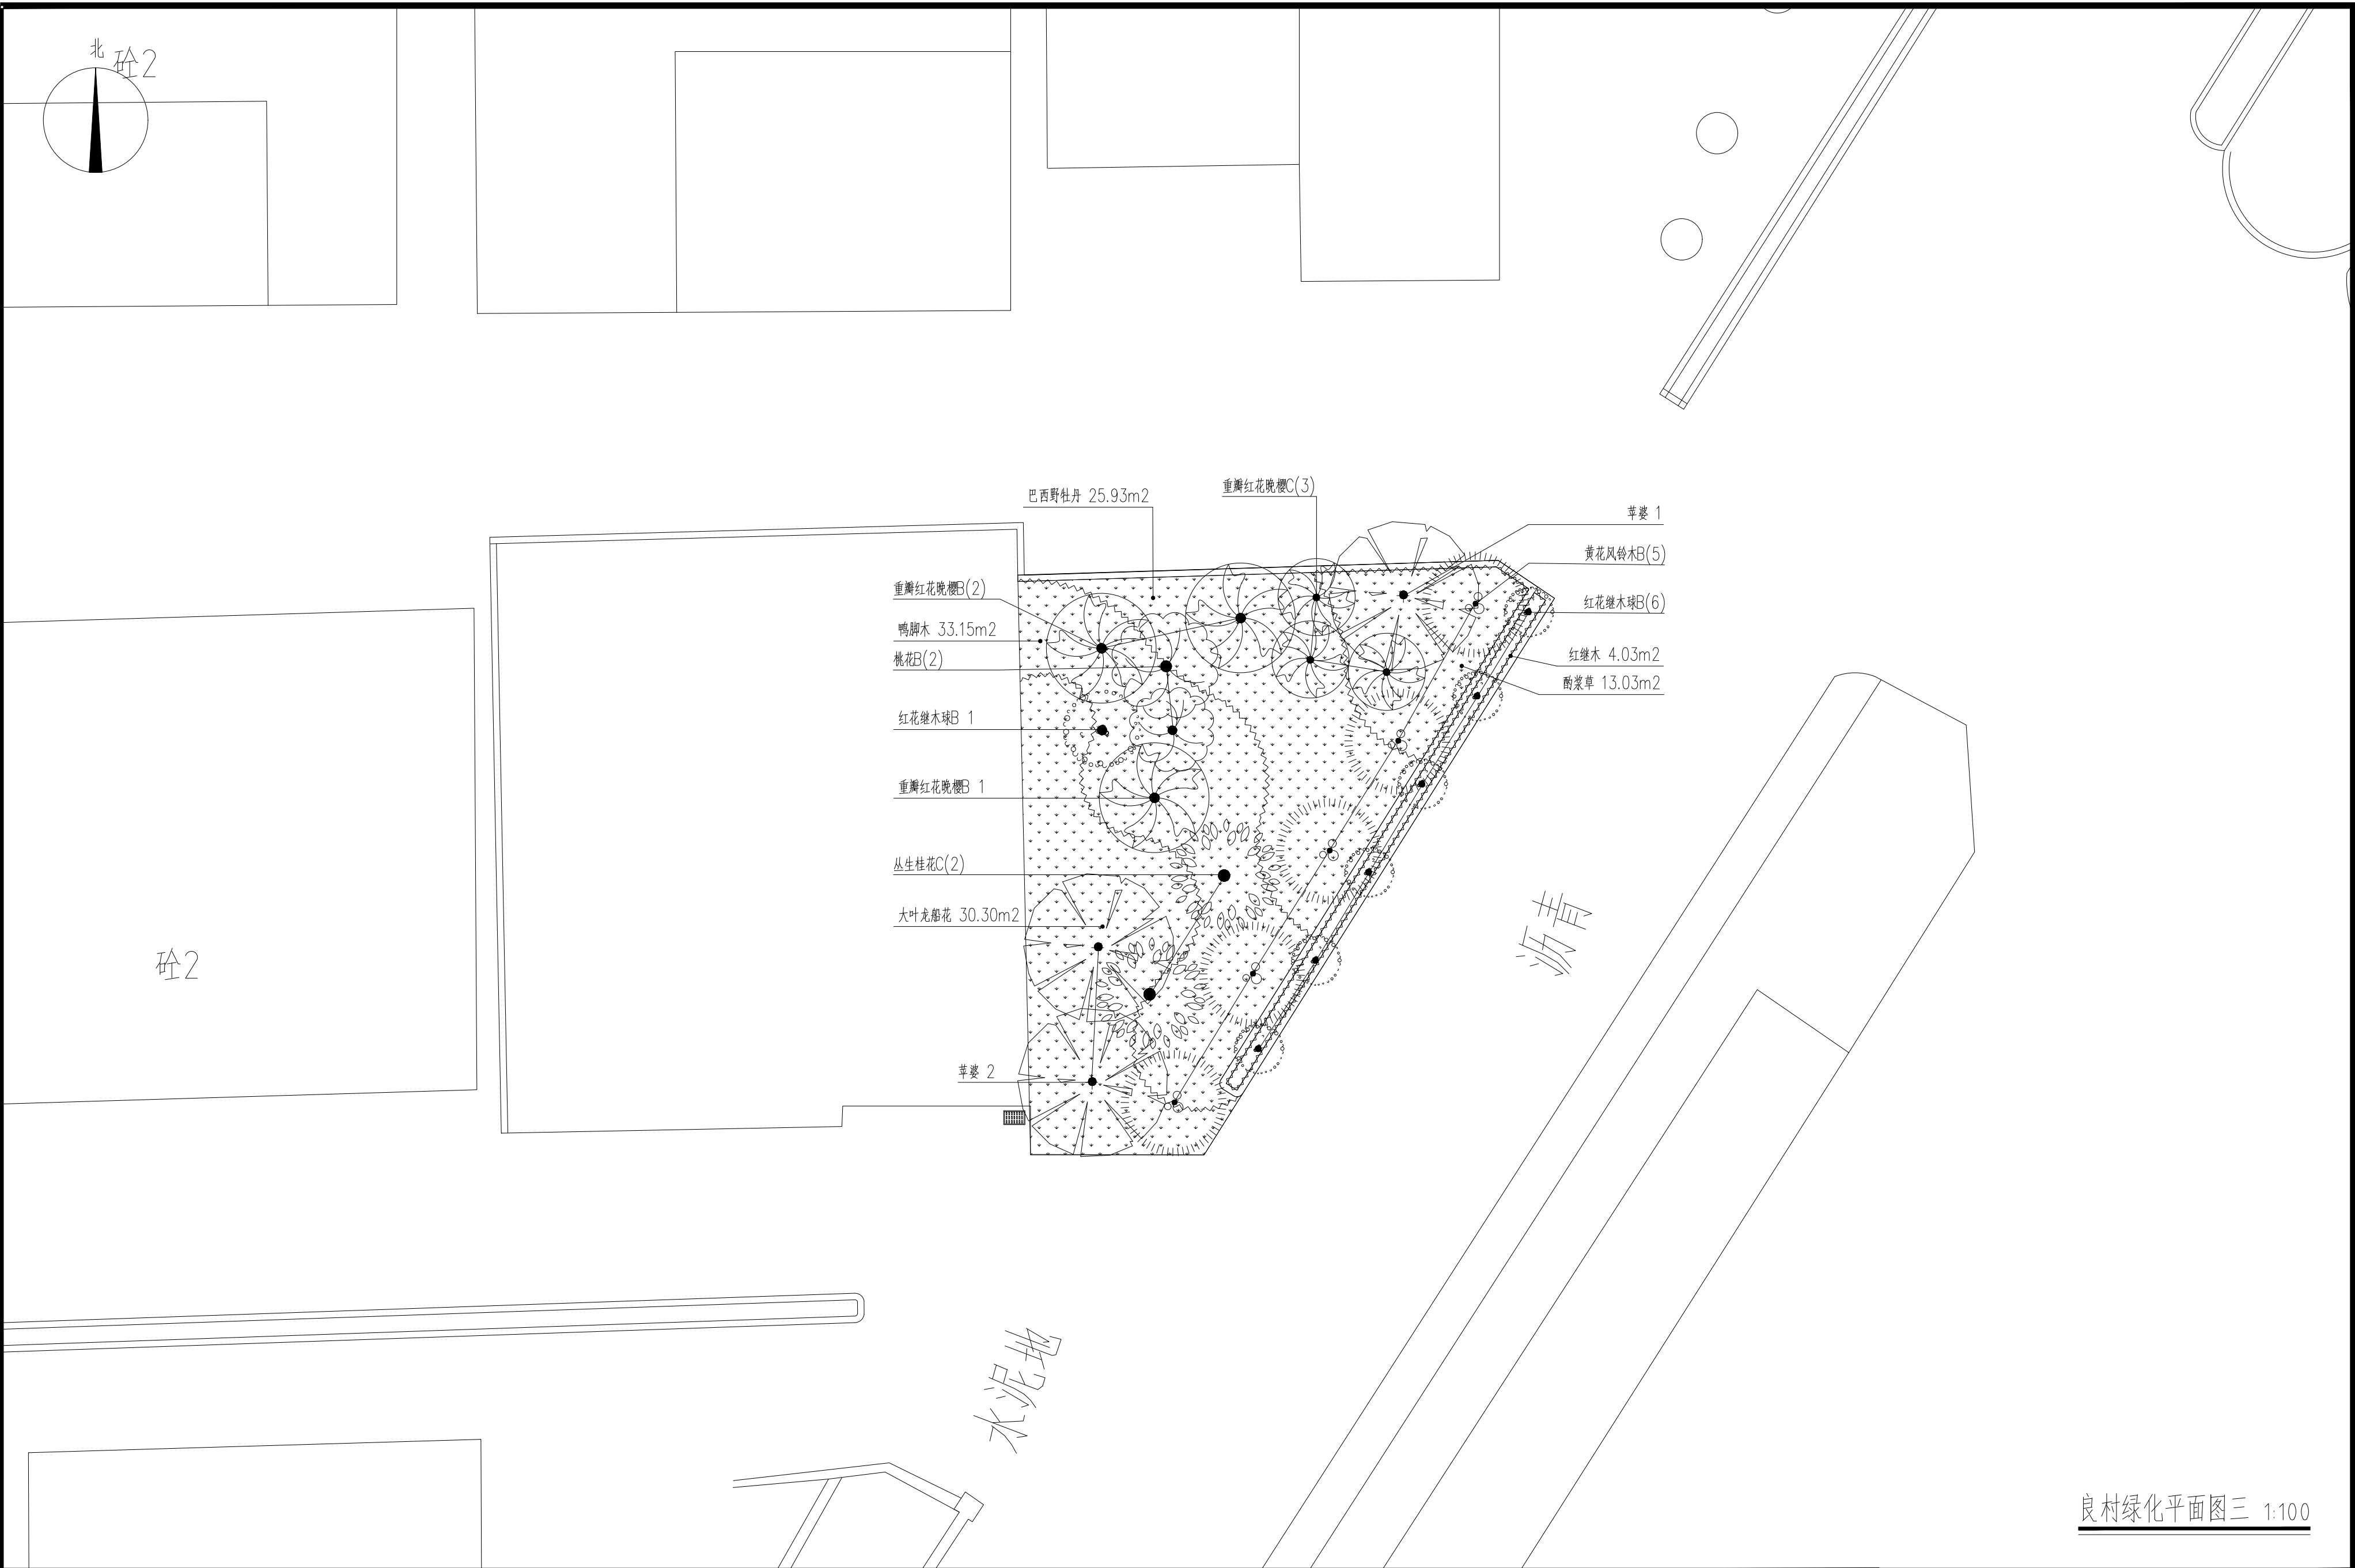 北
砼2
巴西野牡丹 25.93m2
重瓣红花晚樱C(3)
苹婆 1
黄花风铃木B(5)
重瓣红花晚樱B(2)
红花继木球B(6)
鸭脚木 33.15m2
桃花B(2)
红继木 4.03m2
酢浆草 13.03m2
红花继木球B 1
重瓣红花晚樱B 1
丛生桂花C(2)
大叶龙船花 30.30m2
砼2
青
水泥沟
苹婆 2
良村绿化平面图三 1:100